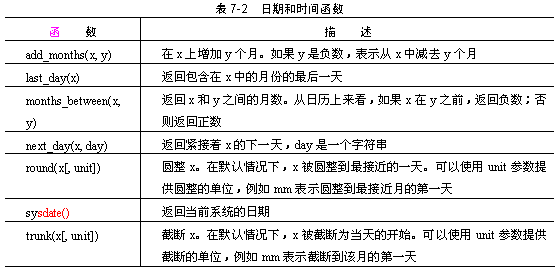 表 7-2 日期和时间函数
函 数
描 述
add_months(x, y)
在 x 上增加 y 个月。如果 y 是负数，表示从 x 中减去 y 个月
last_day(x)
返回包含在 x 中的月份的最后一天
months_between(x,
y)
返回 x 和 y 之间的月数。从日历上来看，如果 x 在 y 之前，返回负数；否
则返回正数
next_day(x, day)
返回紧接着 x 的下一天，day 是一个字符串
round(x[, unit])
圆整 x。在默认情况下，x 被圆整到最接近的一天。可以使用 unit 参数提
供圆整的单位，例如 mm 表示圆整到最接近月的第一天
sysdate()
返回当前系统的日期
trunk(x[, unit])
截断 x。在默认情况下，x 被截断为当天的开始。可以使用 unit 参数提供
截断的单位，例如 mm 表示截断到该月的第一天